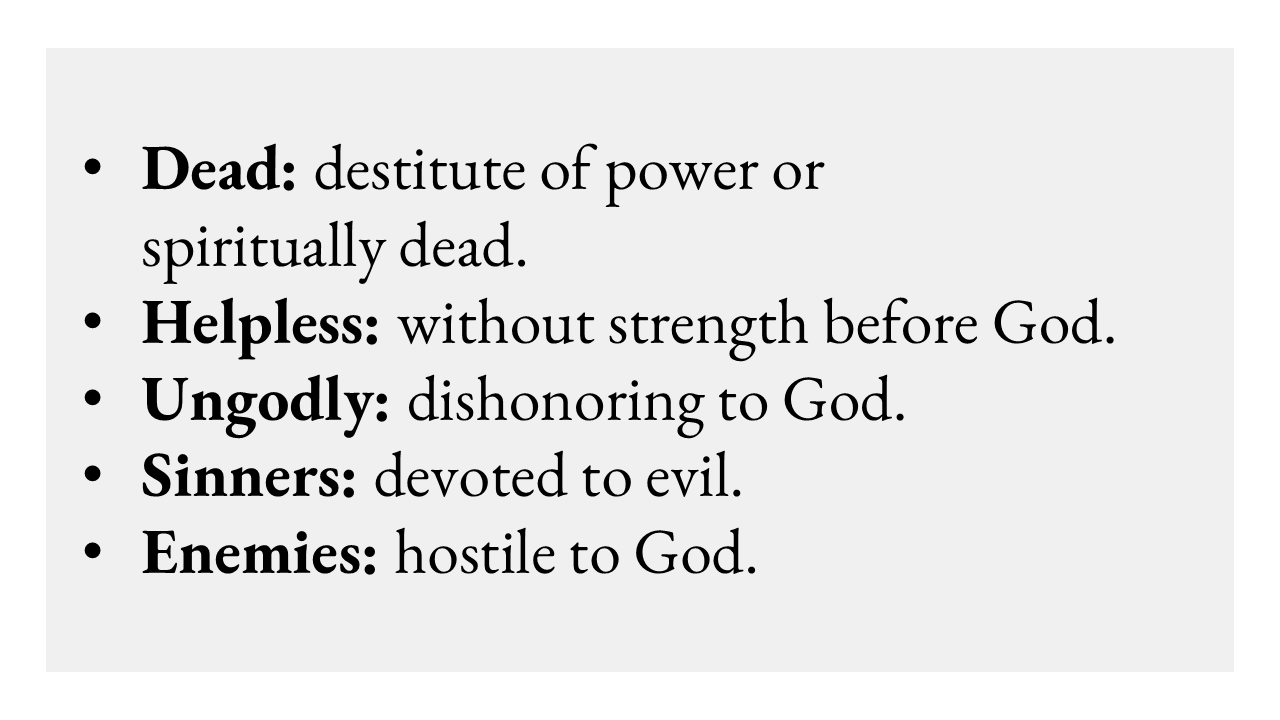 • Dead: destitute of power or
spiritually dead.
• Helpless: without strength before God.
• Ungodly: dishonoring to God.
• Sinners: devoted to evil.
• Enemies: hostile to God.